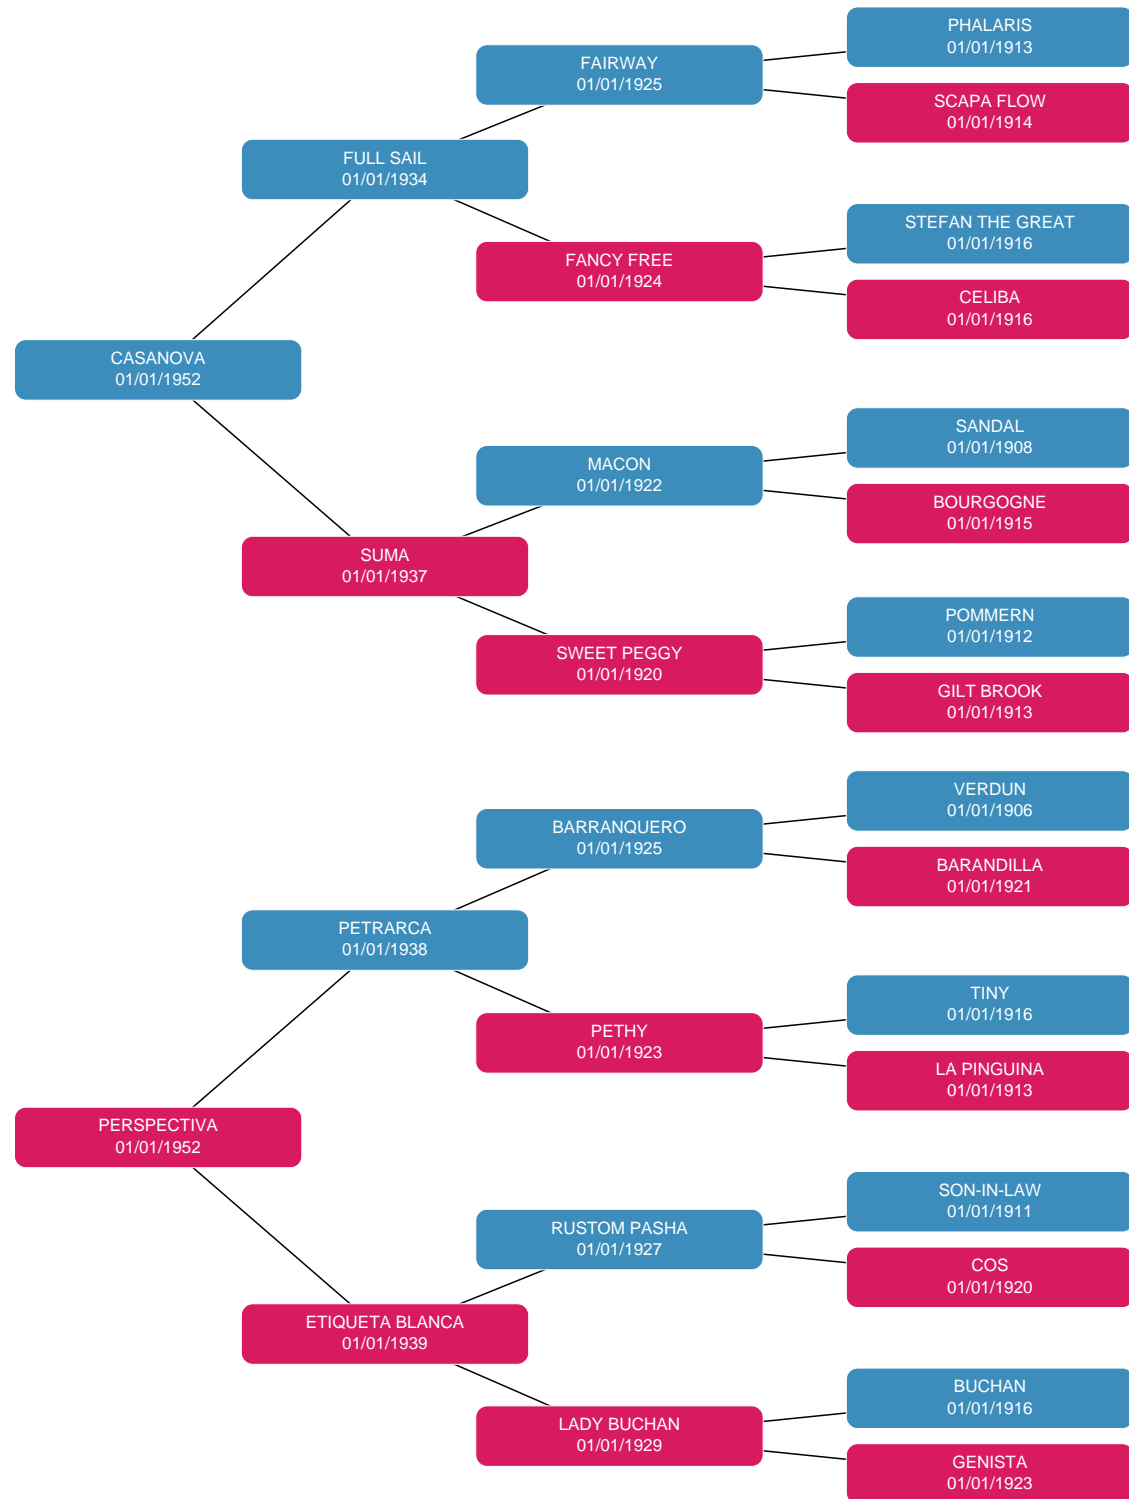 PHALARIS
01/01/1913
FAIRWAY
01/01/1925
SCAPA FLOW
01/01/1914
FULL SAIL
01/01/1934
STEFAN THE GREAT
01/01/1916
FANCY FREE
01/01/1924
CELIBA
01/01/1916
CASANOVA
01/01/1952
SANDAL
01/01/1908
MACON
01/01/1922
BOURGOGNE
01/01/1915
SUMA
01/01/1937
POMMERN
01/01/1912
SWEET PEGGY
01/01/1920
GILT BROOK
01/01/1913
VERDUN
01/01/1906
BARRANQUERO
01/01/1925
BARANDILLA
01/01/1921
PETRARCA
01/01/1938
TINY
01/01/1916
PETHY
01/01/1923
LA PINGUINA
01/01/1913
PERSPECTIVA
01/01/1952
SON-IN-LAW
01/01/1911
RUSTOM PASHA
01/01/1927
COS
01/01/1920
ETIQUETA BLANCA
01/01/1939
BUCHAN
01/01/1916
LADY BUCHAN
01/01/1929
GENISTA
01/01/1923